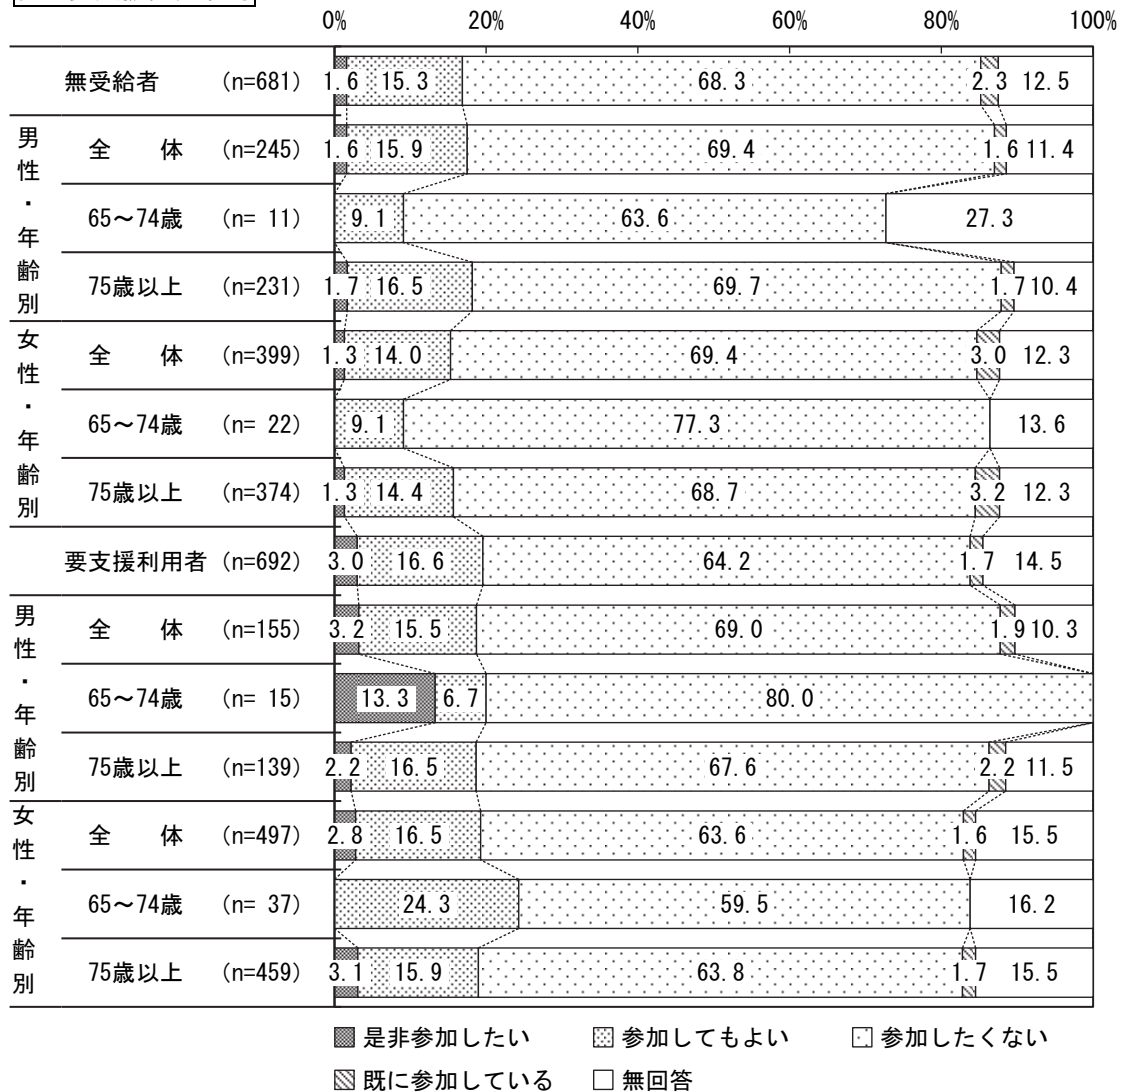 0% 20% 40% 60% 80% 100%
無受給者 (n=681) 1.6 15.3 68.3 2.3 12.5
男性・年齢別
全　体 (n=245) 1.6 15.9 69.4 1.6 11.4
65～74歳 (n= 11) 9.1 63.6 27.3
75歳以上 (n=231) 1.7 16.5 69.7 1.7 10.4
女性・年齢別
全　体 (n=399) 1.3 14.0 69.4 3.0 12.3
65～74歳 (n= 22) 9.1 77.3 13.6
75歳以上 (n=374) 1.3 14.4 68.7 3.2 12.3
要支援利用者 (n=692) 3.0 16.6 64.2 1.7 14.5
男性・年齢別
全　体 (n=155) 3.2 15.5 69.0 1.9 10.3
65～74歳 (n= 15) 13.3 6.7 80.0
75歳以上 (n=139) 2.2 16.5 67.6 2.2 11.5
女性・年齢別
全　体 (n=497) 2.8 16.5 63.6 1.6 15.5
65～74歳 (n= 37) 24.3 59.5 16.2
75歳以上 (n=459) 3.1 15.9 63.8 1.7 15.5
是非参加したい 参加してもよい 参加したくない
既に参加している 無回答